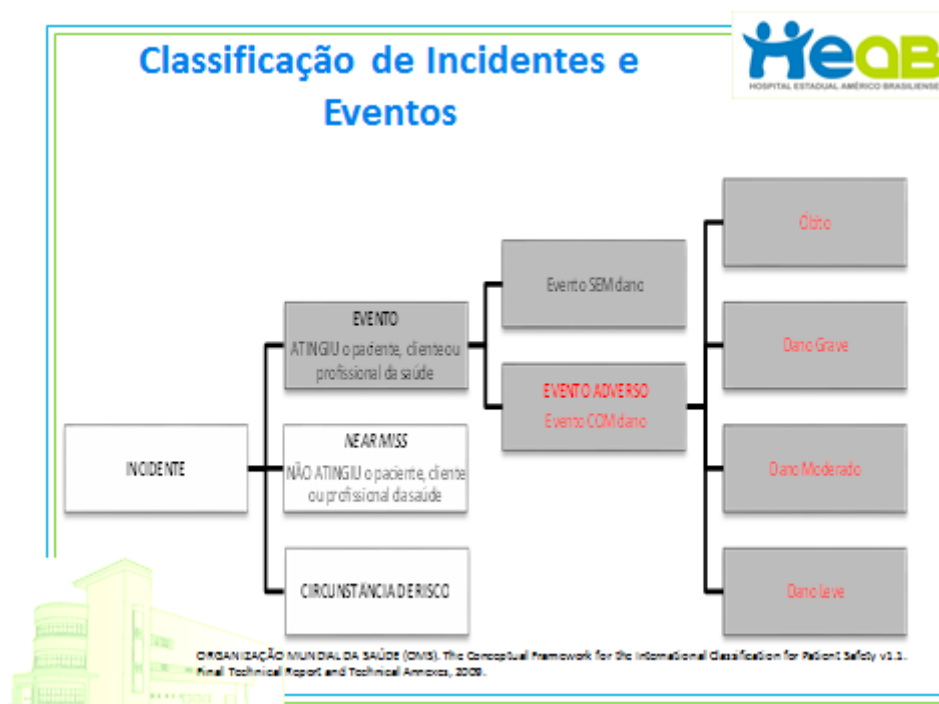 Classificação de Incidentes e
Eventos
HeAB
HOSPITAL ESTADUAL AMÉRICO BRASILIENSE
INCIDENTE
EVENTO
ATINGIU o paciente, cliente ou
profissional da saúde
NEAR MISS
NÃO ATINGIU o paciente, cliente
ou profissional da saúde
CIRCUNSTÂNCIA DE RISCO
Evento SEM dano
EVENTO ADVERSO
Evento COM dano
Óbito
Dano Grave
Dano Moderado
Dano Leve
ORGANIZAÇÃO MUNDIAL DA SAÚDE (OMS). The Conceptual Framework for the International Classification for Patient Safety v1.1.
Final Technical Report and Technical Annexes, 2009.